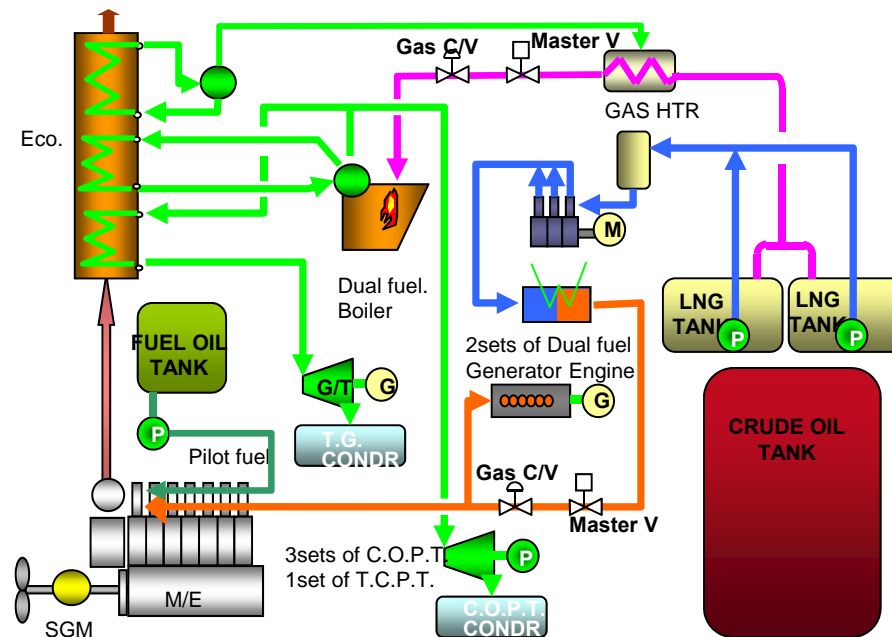 Gas C/V
Master V
GAS HTR
Eco.
M
Dual fuel.
Boiler
LNG
TANK
P
LNG
TANK
P
FUEL OIL
TANK
P
2sets of Dual fuel
Generator Engine
G/T
G
G
T.G.
CONDR
CRUDE OIL
TANK
Pilot fuel
Gas C/V
Master V
3sets of C.O.P.T.
1set of T.C.P.T.
P
M/E
SGM
C.O.P.T.
CONDR